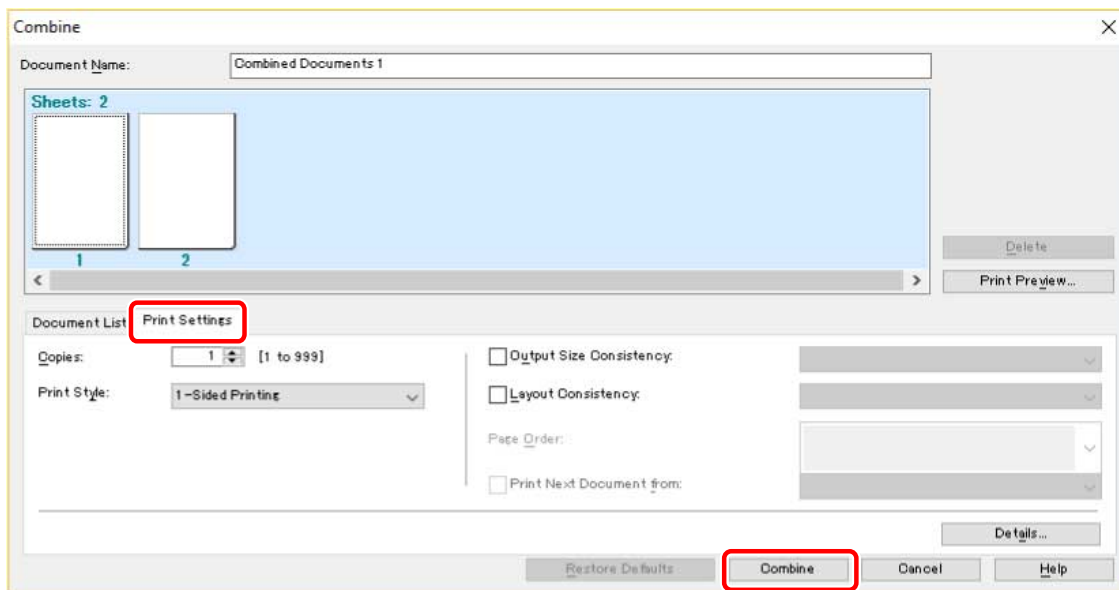 Combine
Document Name: Combined Documents 1
Sheets: 2
1 2
Delete
Print Preview...
Document List Print Settings
Copies: 1 [1 to 999]
Output Size Consistency:
Print Style: 1-Sided Printing
Layout Consistency:
Page Order:
Print Next Document from:
Details...
Restore Defaults Combine Cancel Help